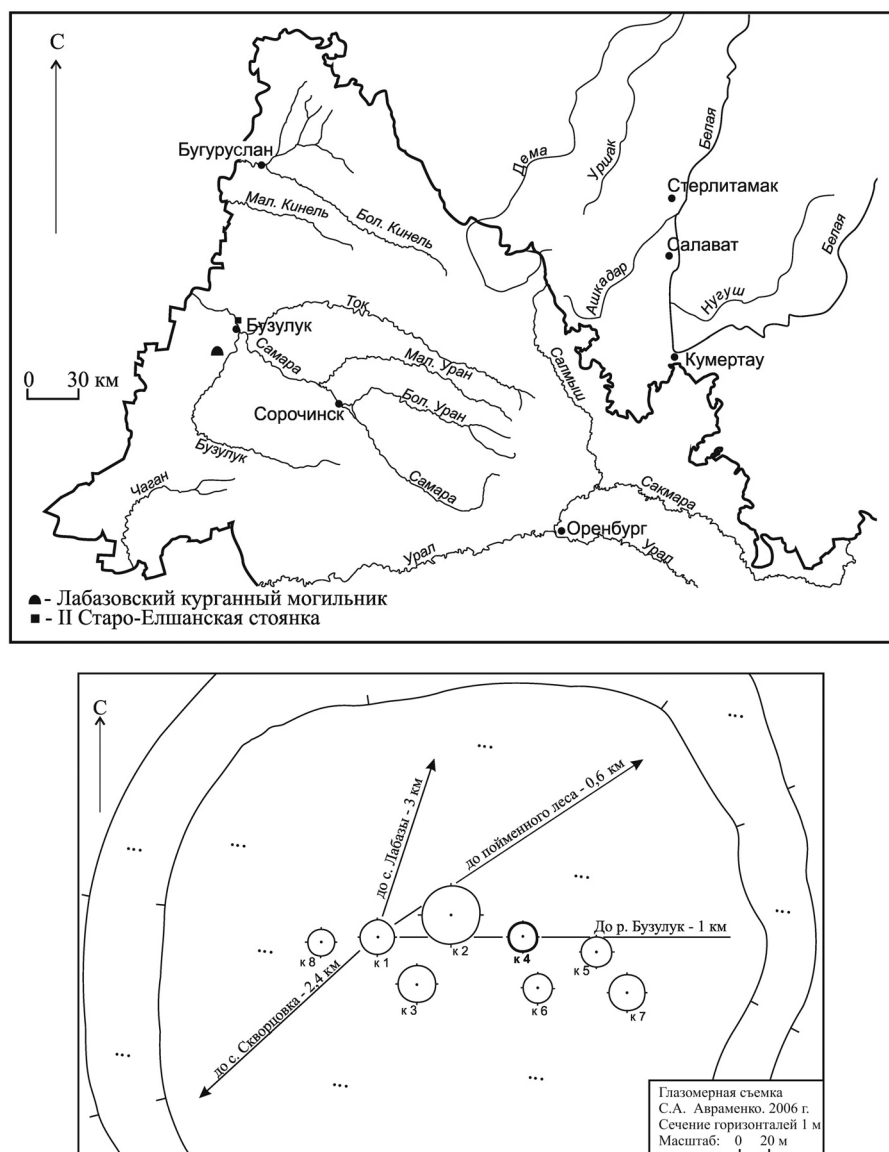 С
Бугуруслан
Мал. Кинель
Бол. Кинель
Дема
Уршак
Белая
Стерлитамак
Салават
Белая
Ашкадар
Нугуш
Ток
Бузулук
Самара
Мал. Уран
Салмыш
Кумертау
0 30 км
Бол. Уран
Сорочинск
Бузулук
Чаган
Самара
Сакмара
Оренбург
Урал
Урал
- Лабазовский курганный могильник
- II Старо-Елшанская стоянка
С
до с. Лабазы - 3 км
до пойменного леса - 0,6 км
До р. Бузулук - 1 км
к 8
к 1
к 2
к 4
к 5
к 3
к 6
к 7
до с. Скворцовка - 2,4 км
Глазомерная съемка
С.А. Авраменко. 2006 г.
Сечение горизонталей 1 м
Масштаб: 0 20 м